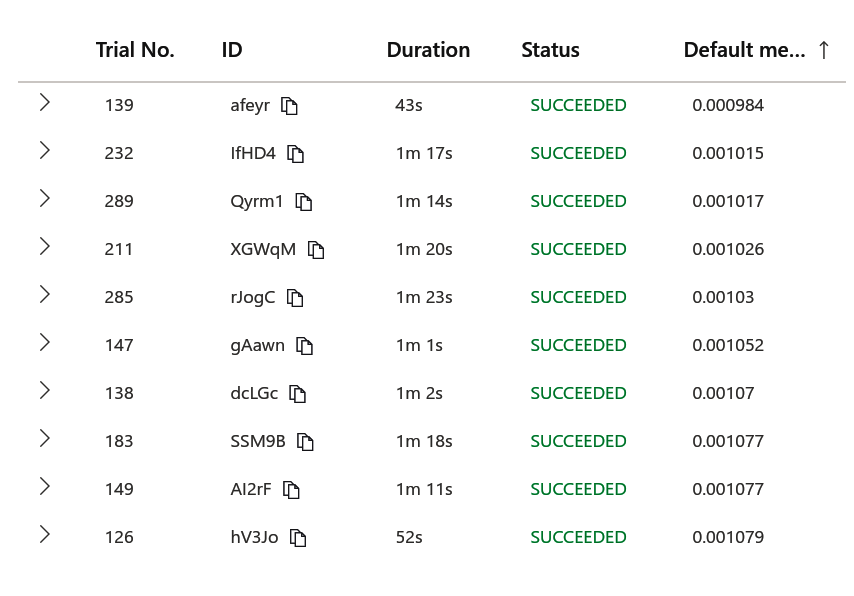 Trial No. ID Duration Status Default me... ↑
139 afeyr 43s SUCCEEDED 0.000984
232 IfHD4 1m 17s SUCCEEDED 0.001015
289 Qyrm1 1m 14s SUCCEEDED 0.001017
211 XGWqM 1m 20s SUCCEEDED 0.001026
285 rJogC 1m 23s SUCCEEDED 0.00103
147 gAawn 1m 1s SUCCEEDED 0.001052
138 dcLGc 1m 2s SUCCEEDED 0.00107
183 SSM9B 1m 18s SUCCEEDED 0.001077
149 AI2rF 1m 11s SUCCEEDED 0.001077
126 hV3Jo 52s SUCCEEDED 0.001079